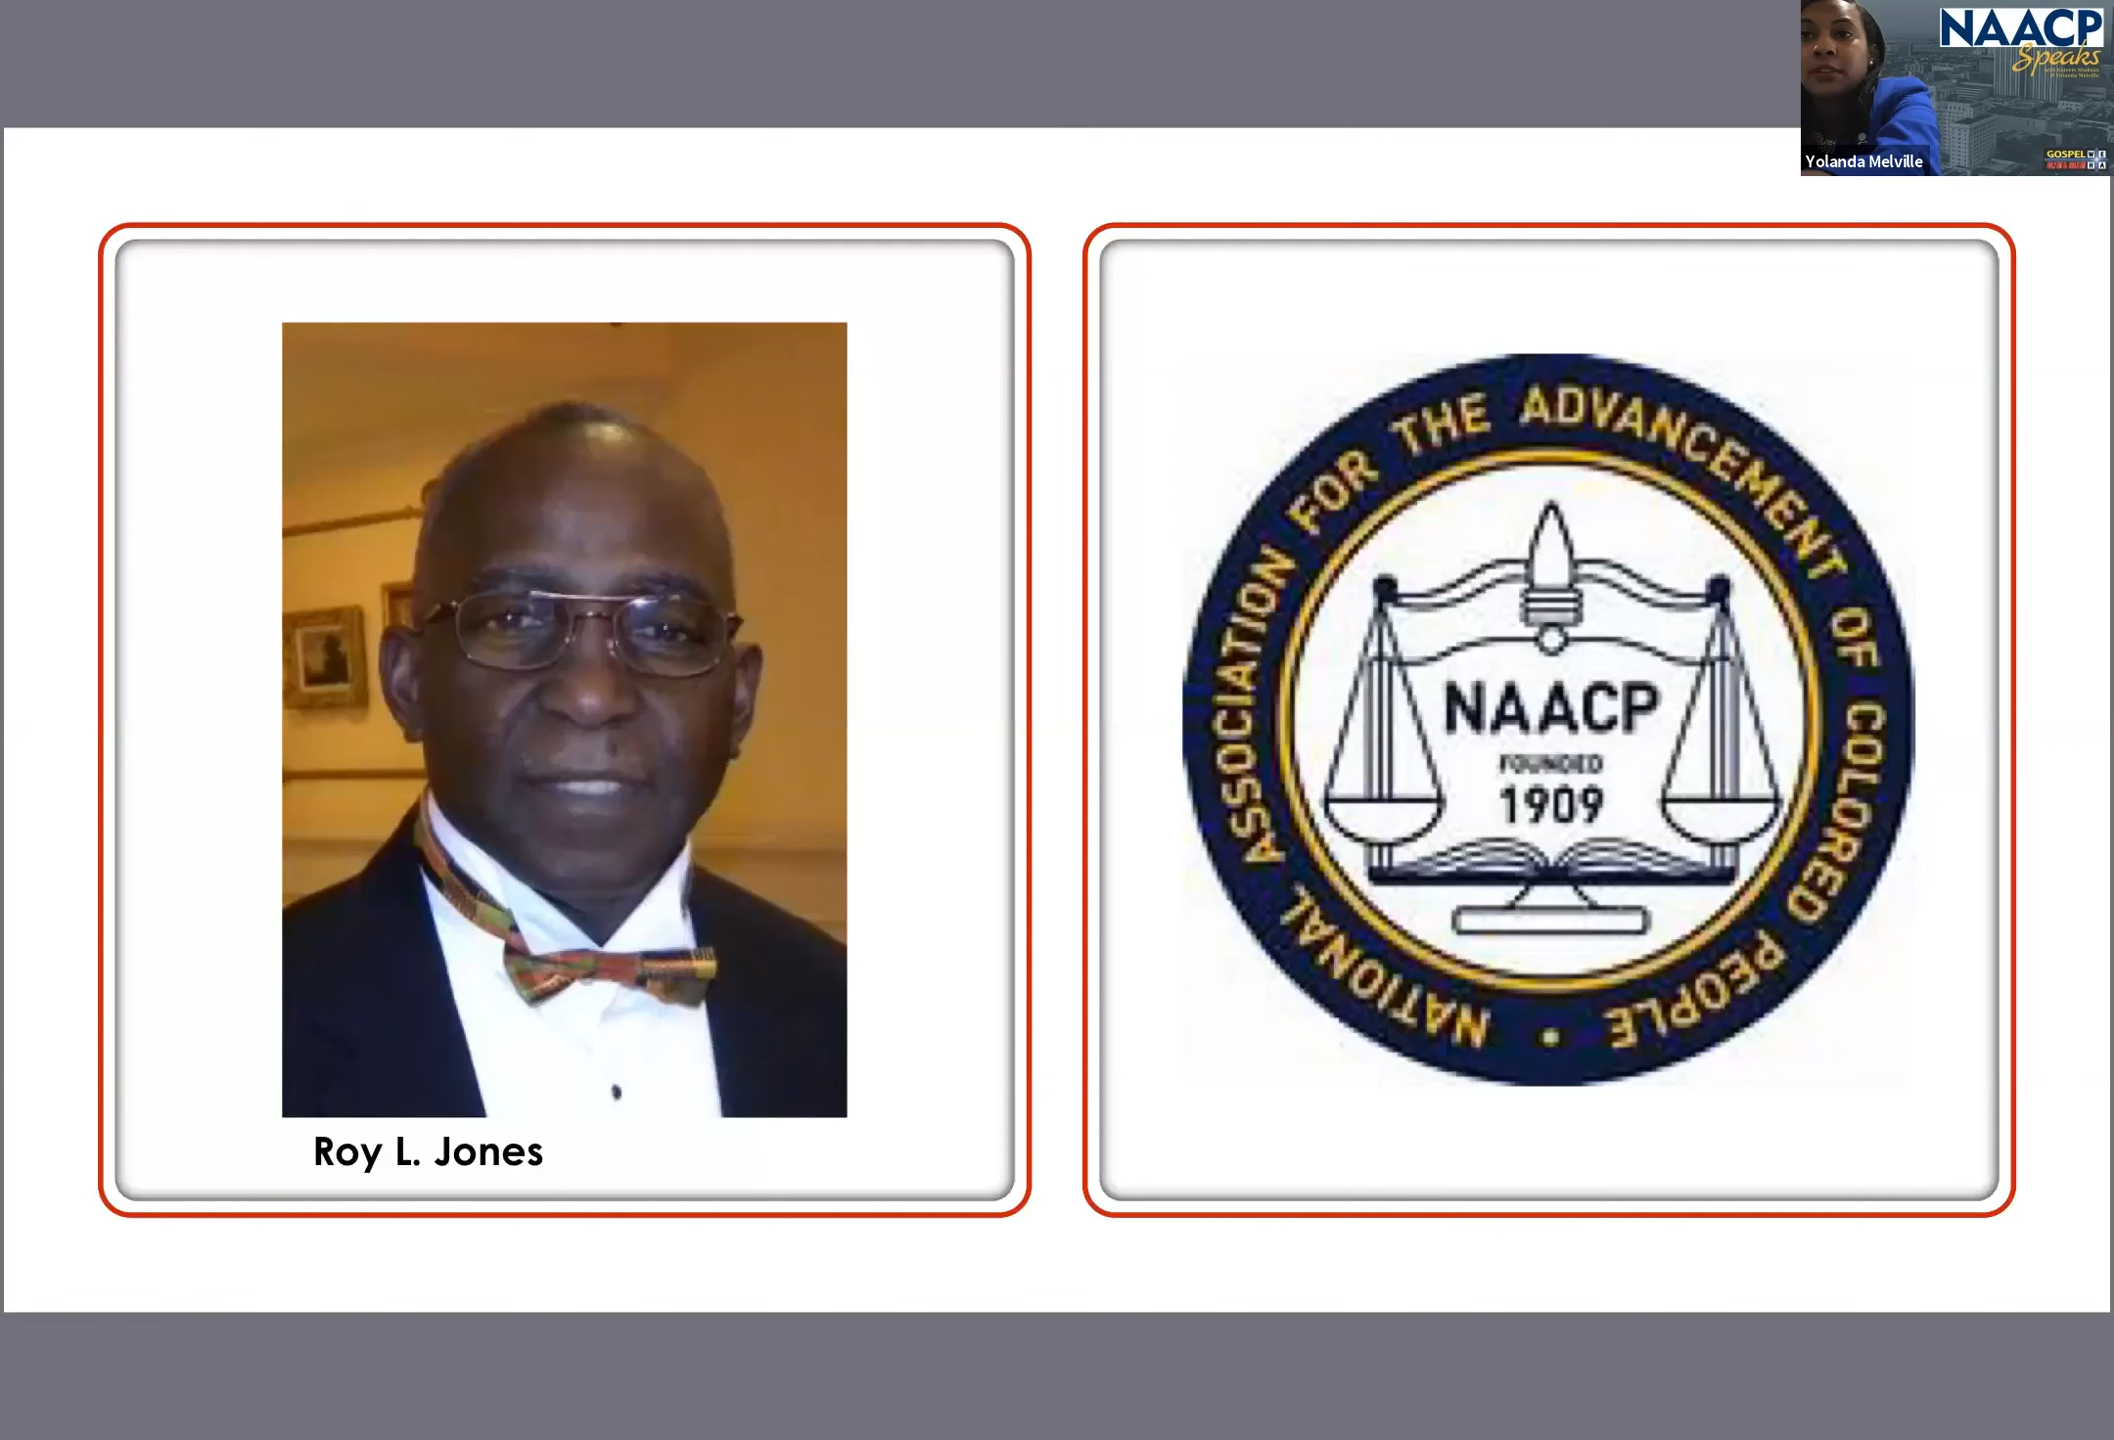 NAACP
Speaks
Yolanda Melville
GOSPEL
NATIONAL ASSOCIATION FOR THE ADVANCEMENT OF COLORED PEOPLE •
NAACP
FOUNDED
1909
Roy L. Jones